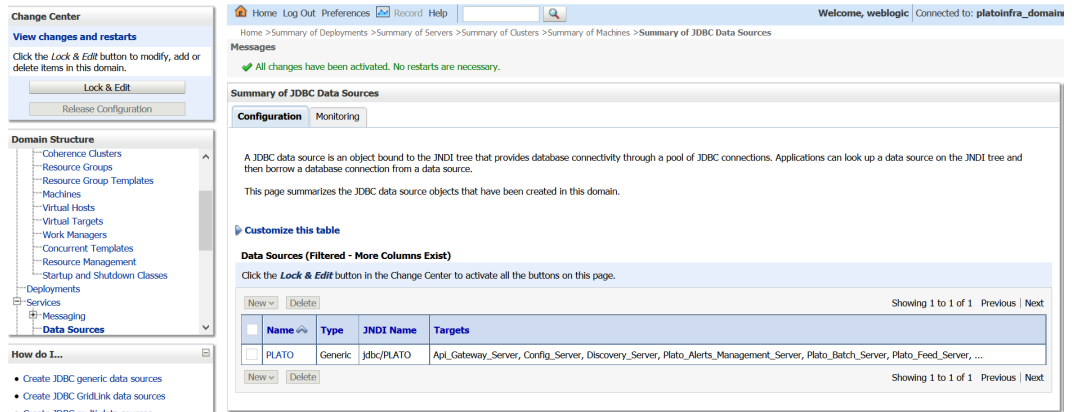 Change Center
View changes and restarts
Click the Lock & Edit button to modify, add or
delete items in this domain.
Lock & Edit
Release Configuration
Domain Structure
Coherence Clusters
Resource Groups
Resource Group Templates
Machines
Virtual Hosts
Virtual Targets
Work Managers
Concurrent Templates
Resource Management
Startup and Shutdown Classes
Deployments
Services
Messaging
Data Sources
How do I...
Create JDBC generic data sources
Create JDBC GridLink data sources
Home Log Out Preferences Record Help
Welcome, weblogic Connected to: platoinfra_domain
Home >Summary of Deployments >Summary of Servers >Summary of Clusters >Summary of Machines >Summary of JDBC Data Sources
Messages
All changes have been activated. No restarts are necessary.
Summary of JDBC Data Sources
Configuration Monitoring
A JDBC data source is an object bound to the JNDI tree that provides database connectivity through a pool of JDBC connections. Applications can look up a data source on the JNDI tree and
then borrow a database connection from a data source.
This page summarizes the JDBC data source objects that have been created in this domain.
Customize this table
Data Sources (Filtered - More Columns Exist)
Click the Lock & Edit button in the Change Center to activate all the buttons on this page.
New Delete Showing 1 to 1 of 1 Previous Next
Name Type JNDI Name Targets
PLATO Generic jdbc/PLATO Api_Gateway_Server, Config_Server, Discovery_Server, Plato_Alerts_Management_Server, Plato_Batch_Server, Plato_Feed_Server, ...
New Delete Showing 1 to 1 of 1 Previous Next